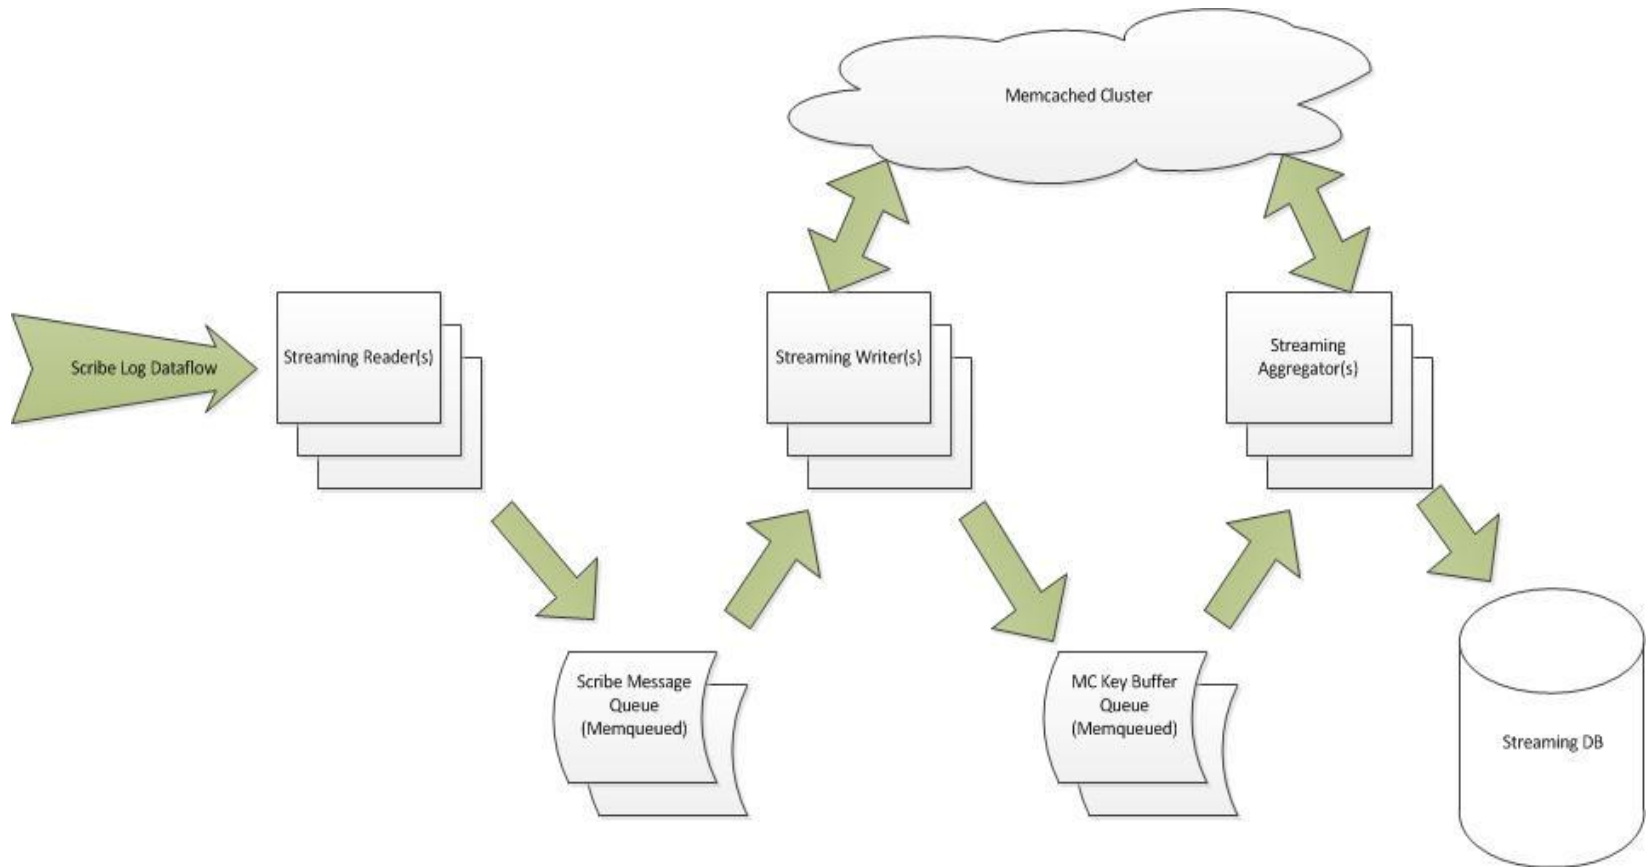 Memcached Cluster
Scribe Log Dataflow
Streaming Reader(s)
Streaming Writer(s)
Streaming
Aggregator(s)
Scribe Message
Queue
(Memqueued)
MC Key Buffer
Queue
(Memqueued)
Streaming DB